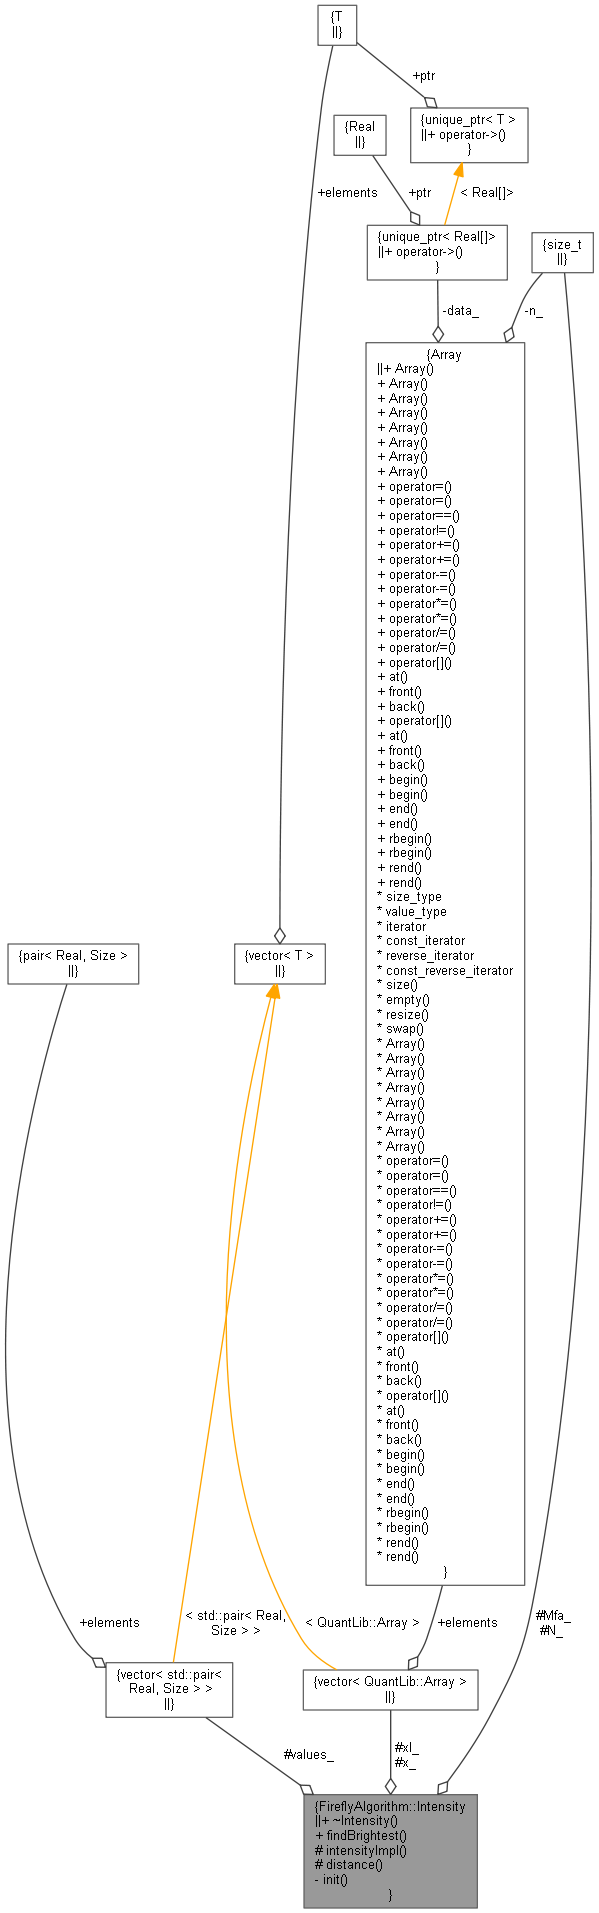 {T
||}
+ptr
{unique_ptr< T >
||+ operator->()
}
{Real
||}
+elements
+ptr
< Real[]>
{unique_ptr< Real[]>
||+ operator->()
}
{size_t
||}
-data_
-n_
{Array
||+ Array()
+ Array()
+ Array()
+ Array()
+ Array()
+ Array()
+ Array()
+ Array()
+ operator=()
+ operator=()
+ operator==()
+ operator!=()
+ operator+=()
+ operator+=()
+ operator-=()
+ operator-=()
+ operator*=()
+ operator*=()
+ operator/=()
+ operator/=()
+ operator[]()
+ at()
+ front()
+ back()
+ operator[]()
+ at()
+ front()
+ back()
+ begin()
+ begin()
+ end()
+ end()
+ rbegin()
+ rbegin()
+ rend()
+ rend()
* size_type
* value_type
* iterator
* const_iterator
* reverse_iterator
* const_reverse_iterator
* size()
* empty()
* resize()
* swap()
* Array()
* Array()
* Array()
* Array()
* Array()
* Array()
* Array()
* Array()
* operator=()
* operator=()
* operator==()
* operator!=()
* operator+=()
* operator+=()
* operator-=()
* operator-=()
* operator*=()
* operator*=()
* operator/=()
* operator/=()
* operator[]()
* at()
* front()
* back()
* operator[]()
* at()
* front()
* back()
* begin()
* begin()
* end()
* end()
* rbegin()
* rbegin()
* rend()
* rend()
}
{pair< Real, Size >
||}
{vector< T >
||}
+elements
< std::pair< Real,
Size > >
< QuantLib::Array >
+elements
#Mfa_
#N_
{vector< std::pair<
Real, Size > >
||}
{vector< QuantLib::Array >
||}
#values_
#xI_
#x_
{FireflyAlgorithm::Intensity
||+ ~Intensity()
+ findBrightest()
# intensityImpl()
# distance()
- init()
}